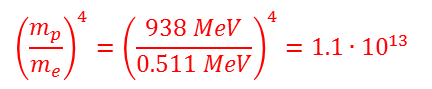 (m_p/m_e)^4 = (938 MeV/0.511 MeV)^4 = 1.1 · 10^13